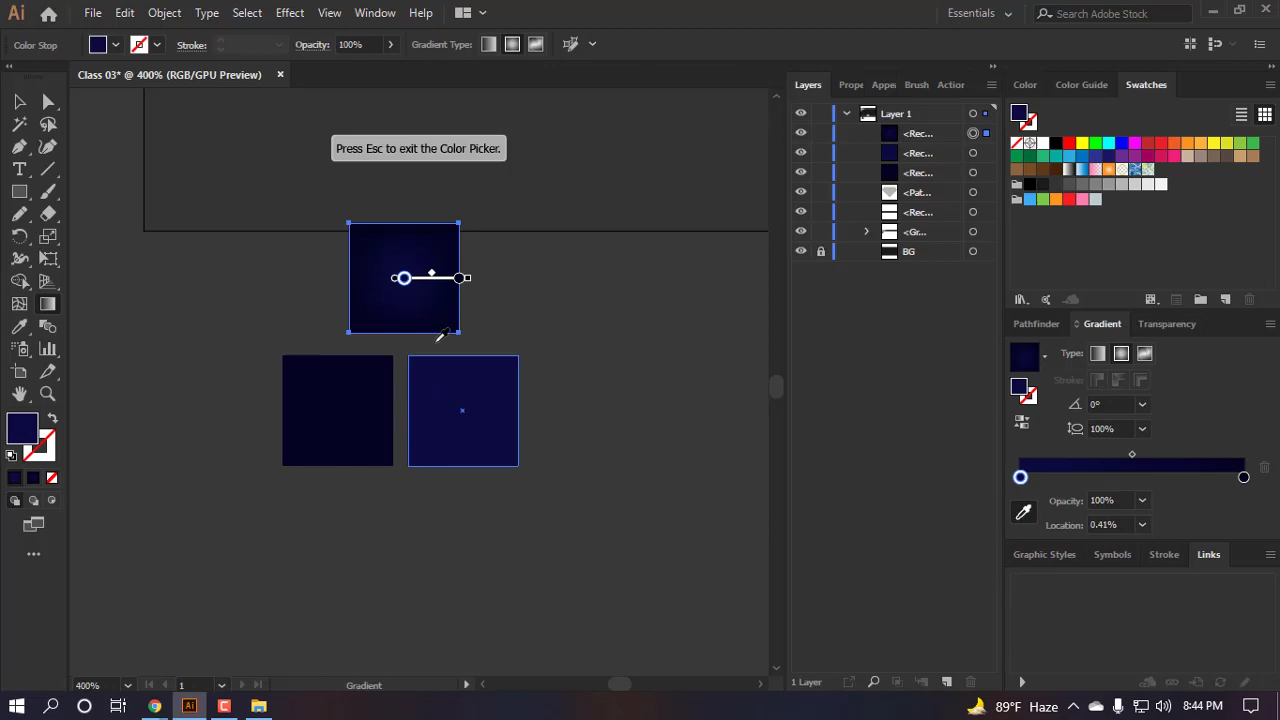 Ai File Edit Object Type Select Effect View Window Help Essentials Search Adobe Stock
Color Stop Stroke: Opacity: 100% Gradient Type:
Class 03* @ 400% (RGB/GPU Preview) × Layers Prope Appea Brush Action Color Color Guide Swatches
Layer 1
Press Esc to exit the Color Picker. <Rec...
<Rec...
<Rec...
<Pat...
<Rec...
<Gr...
BG
Pathfinder Gradient Transparency
Type:
Stroke:
0°
100%
Opacity: 100%
Location: 0.41%
Graphic Styles Symbols Stroke Links
400% 1 Gradient 1 Layer
Ai C 89°F Haze 8:44 PM